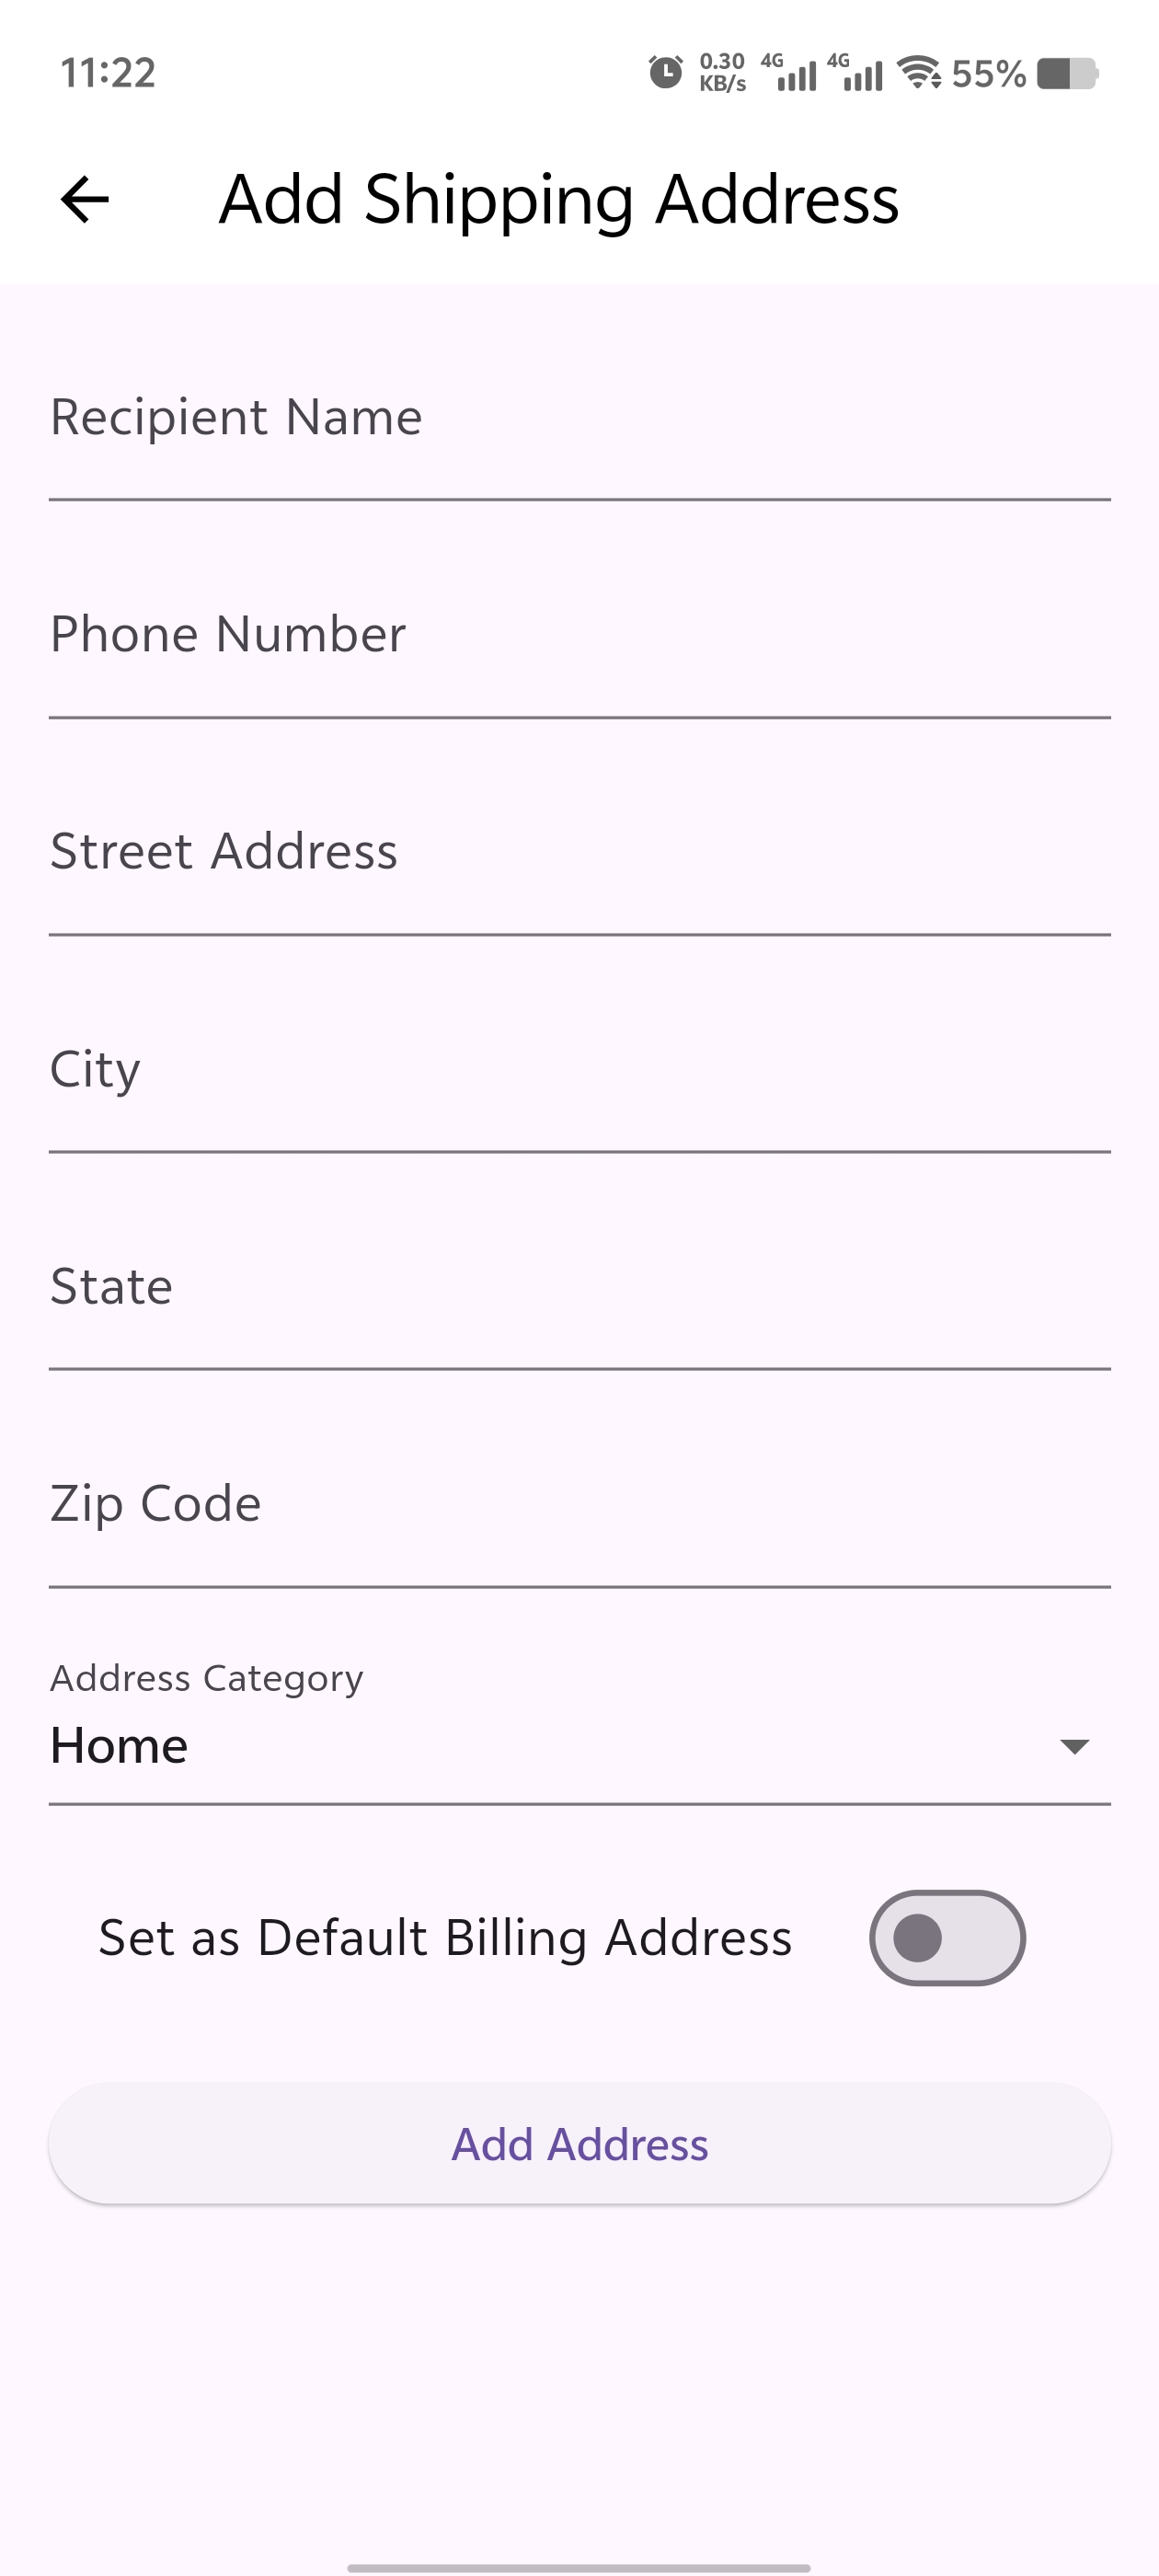 11:22
0.30
KB/s
4G
4G
55%
Add Shipping Address
Recipient Name
Phone Number
Street Address
City
State
Zip Code
Address Category
Home
Set as Default Billing Address
Add Address